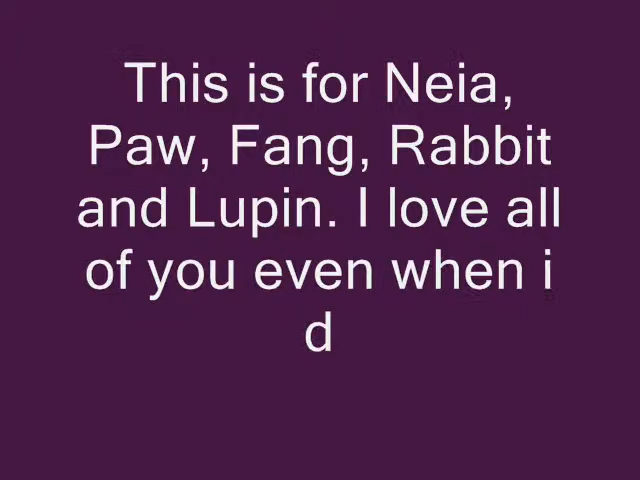 This is for Neia,
Paw, Fang, Rabbit
and Lupin. I love all
of you even when i
d